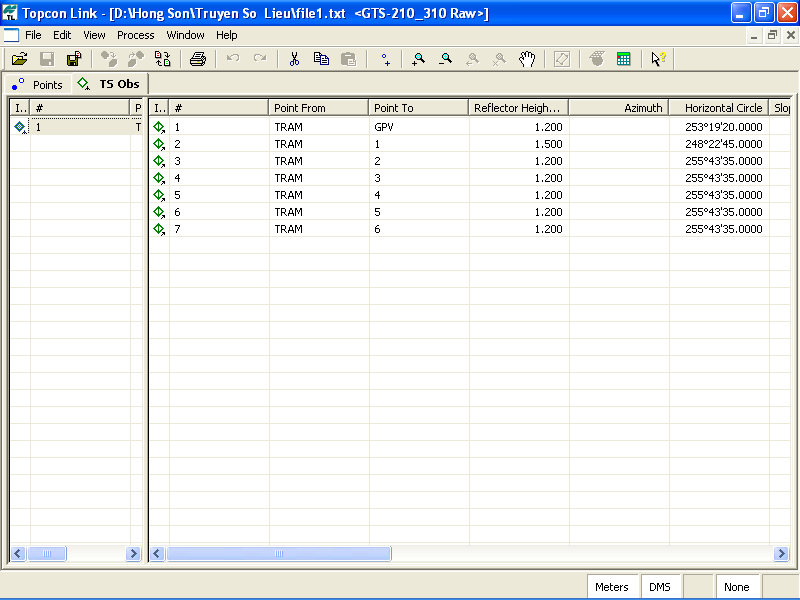 Topcon Link - [D:\Hong Son\Truyen So  Lieu\file1.txt  <GTS-210_310 Raw>]
File Edit View Process Window Help
Points TS Obs
I.. # P
1 T
I.. # Point From Point To Reflector Heigh... Azimuth Horizontal Circle Slop
1 TRAM GPV 1.200 253°19'20.0000
2 TRAM 1 1.500 248°22'45.0000
3 TRAM 2 1.200 255°43'35.0000
4 TRAM 3 1.200 255°43'35.0000
5 TRAM 4 1.200 255°43'35.0000
6 TRAM 5 1.200 255°43'35.0000
7 TRAM 6 1.200 255°43'35.0000
Meters DMS None